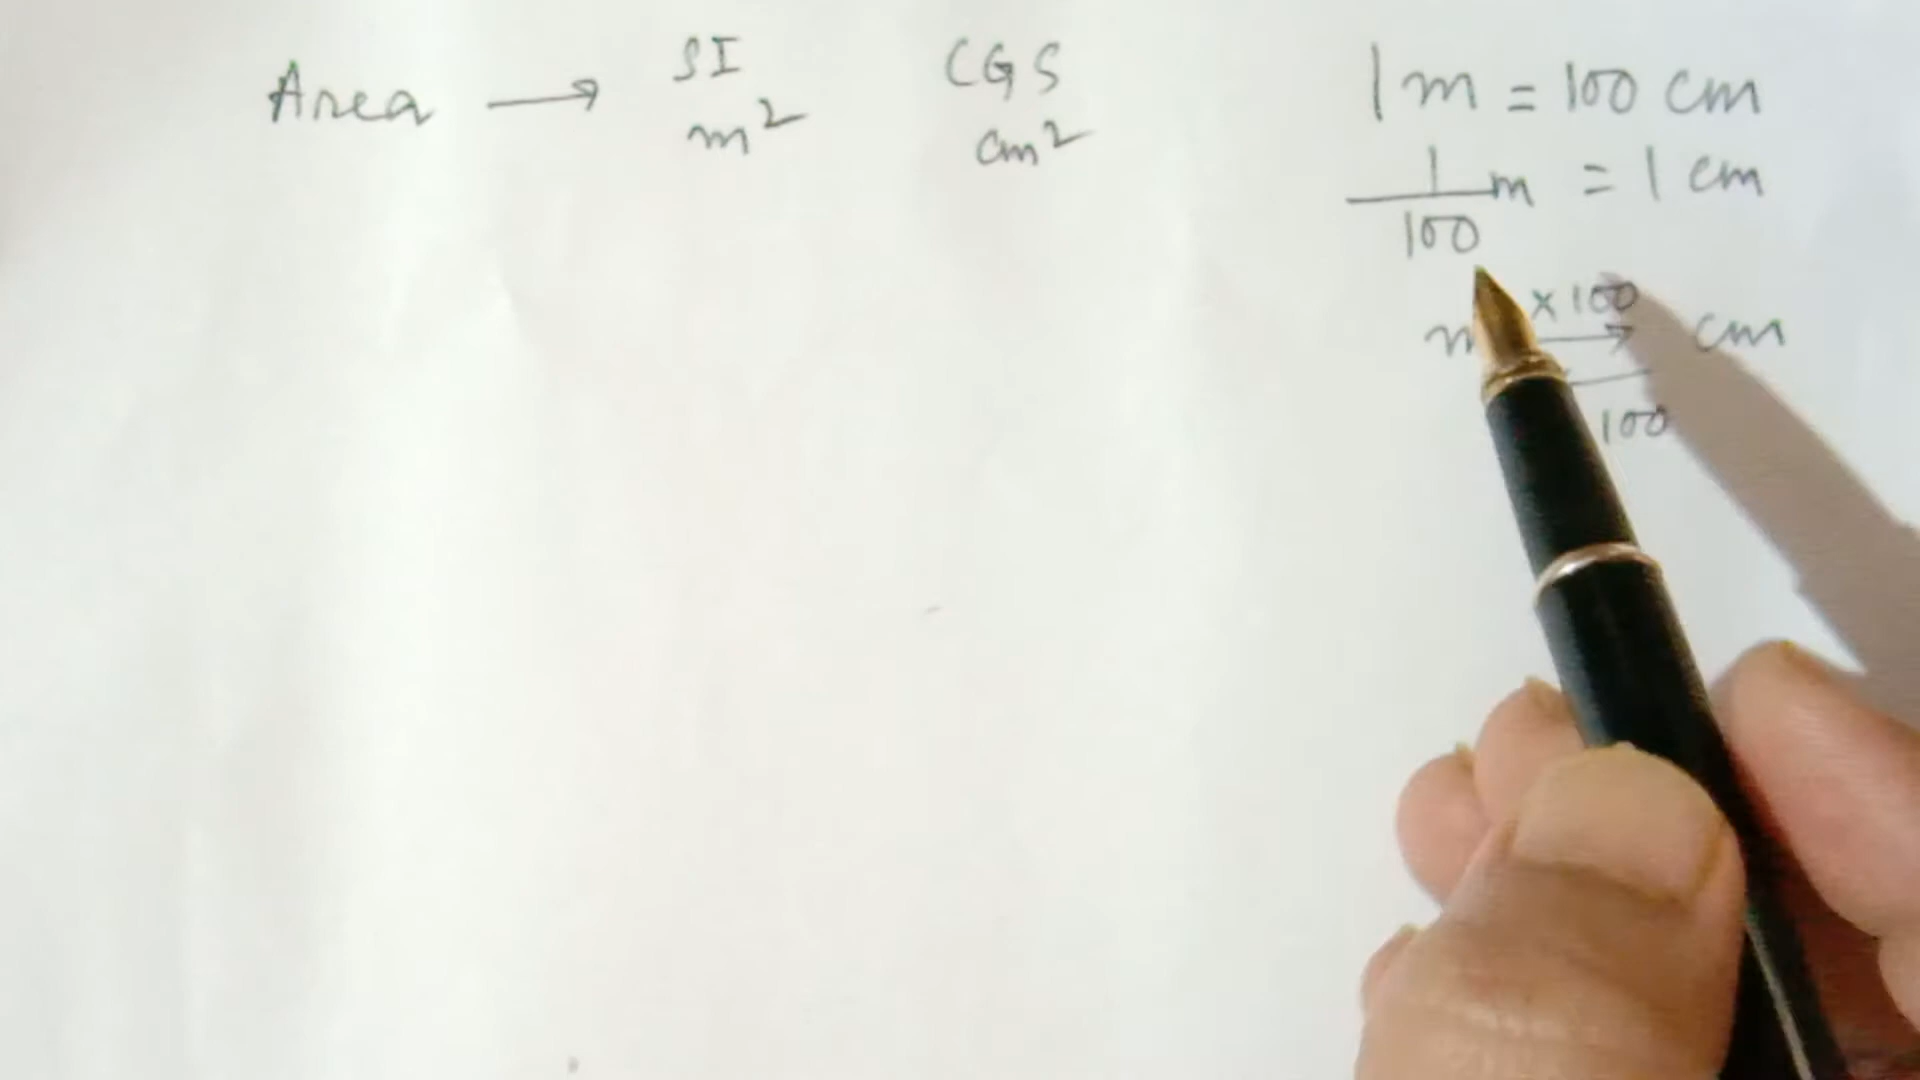 Area → SI CGS
m² cm²
1 m = 100 cm
1/100 m = 1 cm
m ×100 → cm
100